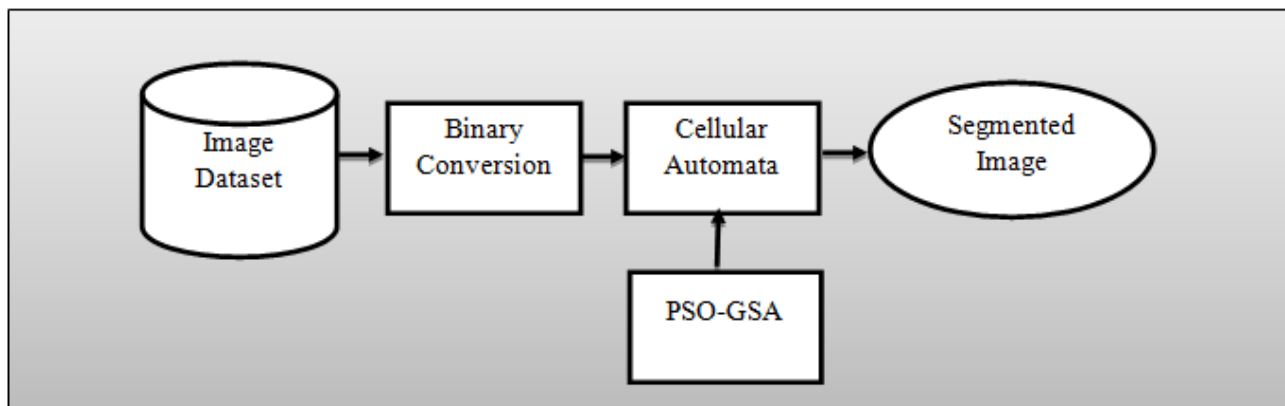 Image
Dataset
Binary
Conversion
Cellular
Automata
Segmented
Image
PSO-GSA